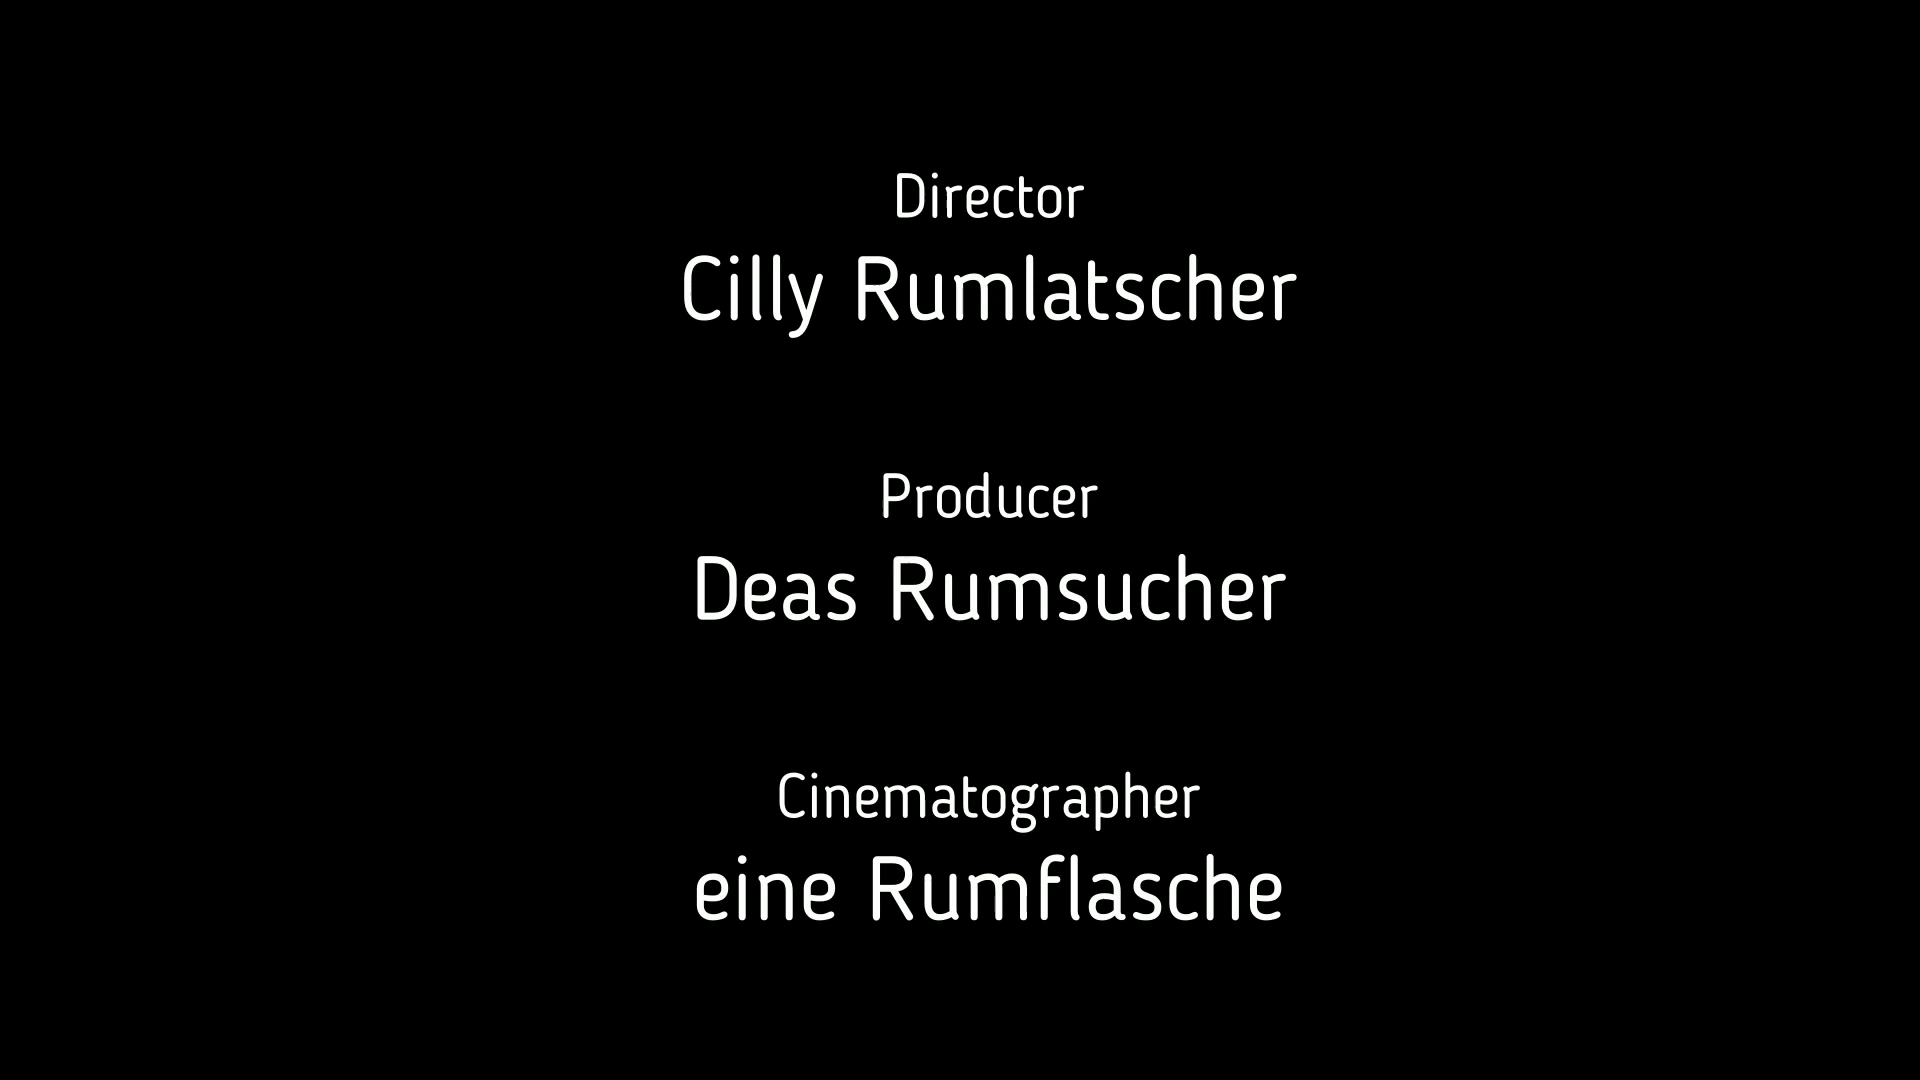 Director
Cilly Rumlatscher
Producer
Deas Rumsucher
Cinematographer
eine Rumflasche